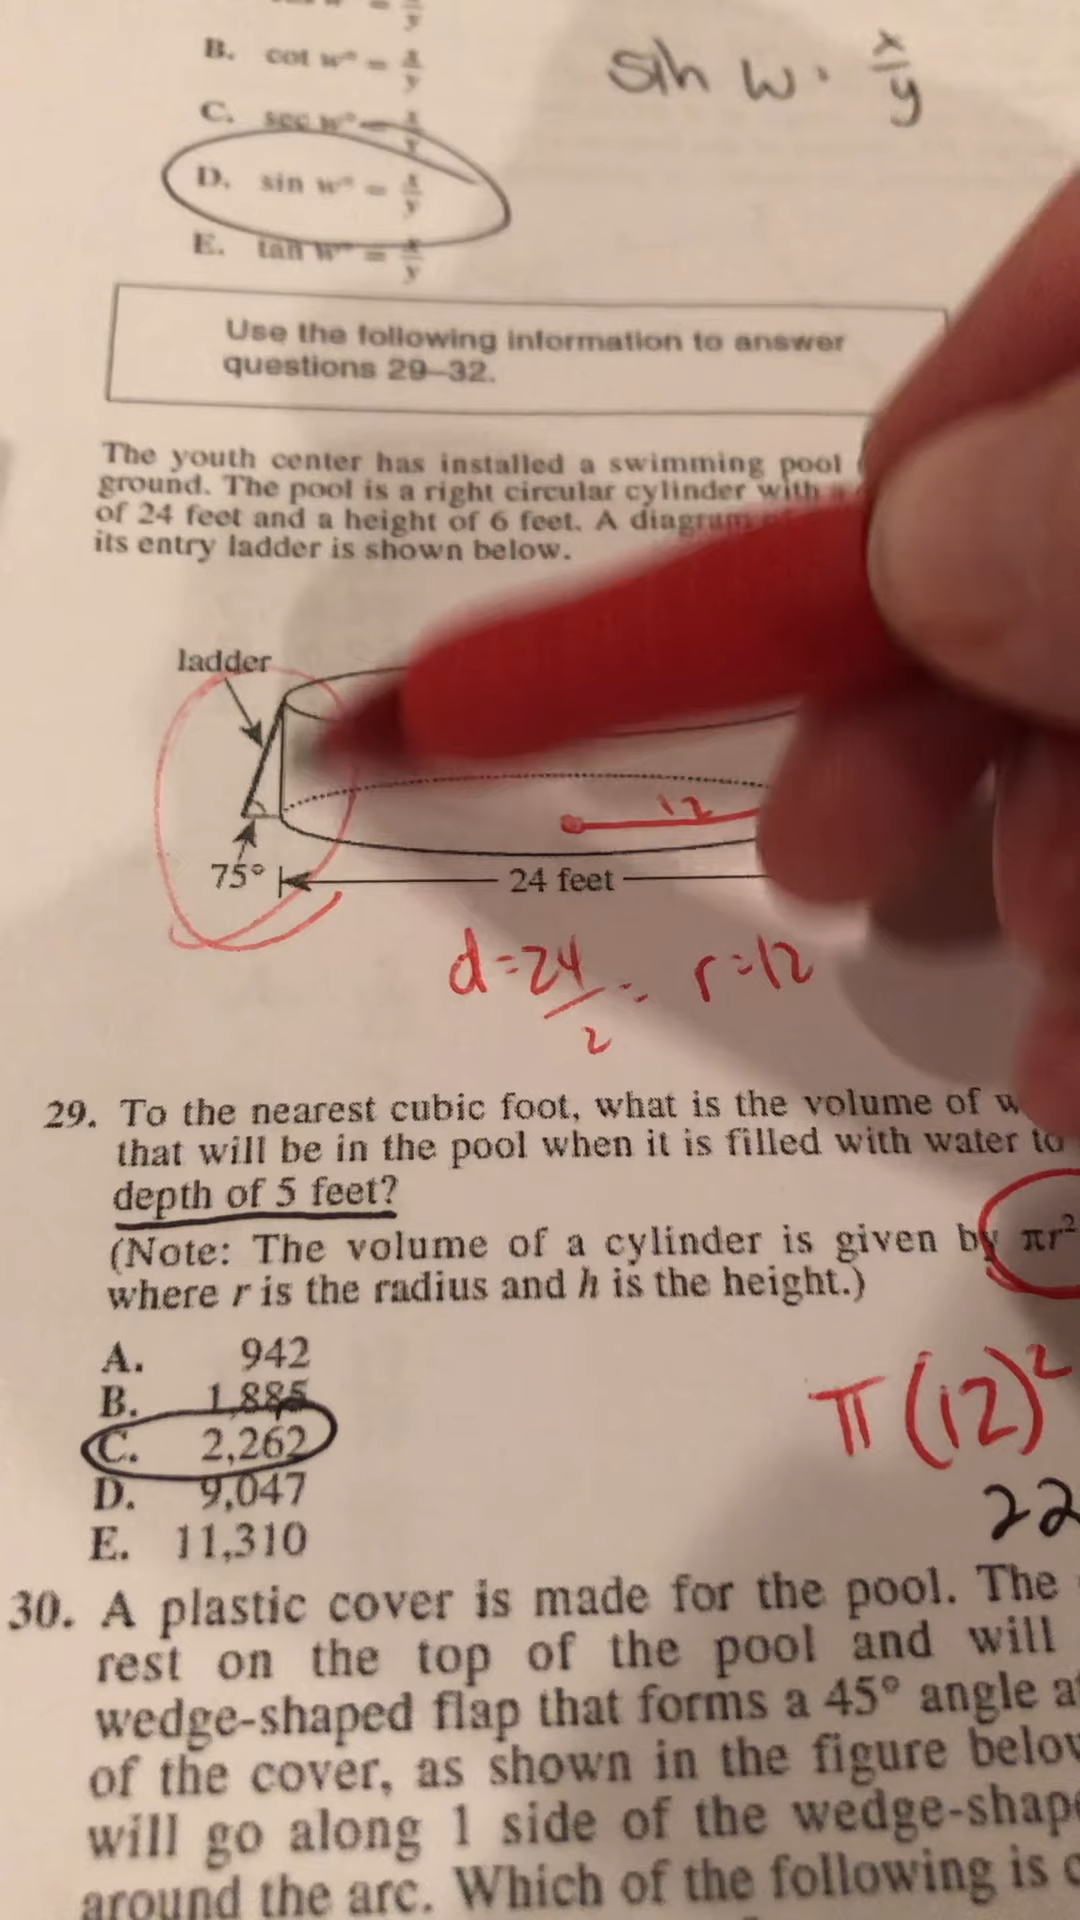 B. cot w° = x/y
sin w · x/y
C. sec w° = x/y
D. sin w° = x/y
E. tan w° = x/y
Use the following information to answer
questions 29–32.
The youth center has installed a swimming pool
ground. The pool is a right circular cylinder with a
of 24 feet and a height of 6 feet. A diagram of
its entry ladder is shown below.
ladder
12
75°
24 feet
d=24/2 = r=12
29. To the nearest cubic foot, what is the volume of
that will be in the pool when it is filled with water to
depth of 5 feet?
(Note: The volume of a cylinder is given by πr²
where r is the radius and h is the height.)
A. 942
B. 1,885
C. 2,262
D. 9,047
E. 11,310
π(12)²
22
30. A plastic cover is made for the pool. The
rest on the top of the pool and will
wedge-shaped flap that forms a 45° angle
of the cover, as shown in the figure
will go along 1 side of the
around the arc. Which of the following is